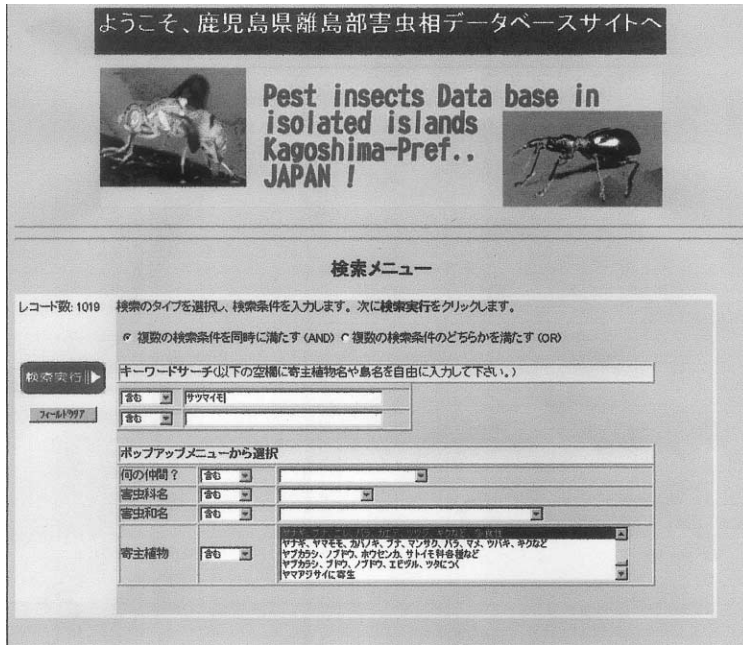 ようこそ、鹿児島県離島部害虫相データベースサイトへ
Pest insects Data base in
isolated islands
Kagoshima-Pref.,
JAPAN !
検索メニュー
レコード数: 1019
検索のタイプを選択し、検索条件を入力します。次に検索実行をクリックします。
複数の検索条件を同時に満たす (AND) 複数の検索条件のどちらかを満たす (OR)
検索実行
キーワードサーチ(以下の空欄に寄主植物名や島名を自由に入力して下さい。)
含む サツマイモ
フィールドクリア
含む
ポップアップメニューから選択
何の仲間? 含む
害虫科名 含む
害虫和名 含む
寄主植物 含む
ヤナギ、ヤマモモ、カバノキ、ブナ、マンサク、バラ、マメ、ツバキ、キクなど
ヤブカラシ、ノブドウ、ホウセンカ、サトイモ科各種など
ヤブカラシ、ブドウ、ノブドウ、エビヅル、ツタにつく
ヤマアジサイに寄生